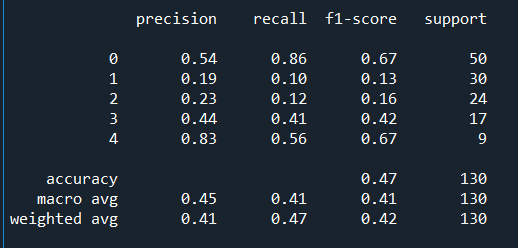 precision recall f1-score support
0 0.54 0.86 0.67 50
1 0.19 0.10 0.13 30
2 0.23 0.12 0.16 24
3 0.44 0.41 0.42 17
4 0.83 0.56 0.67 9
accuracy 0.47 130
macro avg 0.45 0.41 0.41 130
weighted avg 0.41 0.47 0.42 130